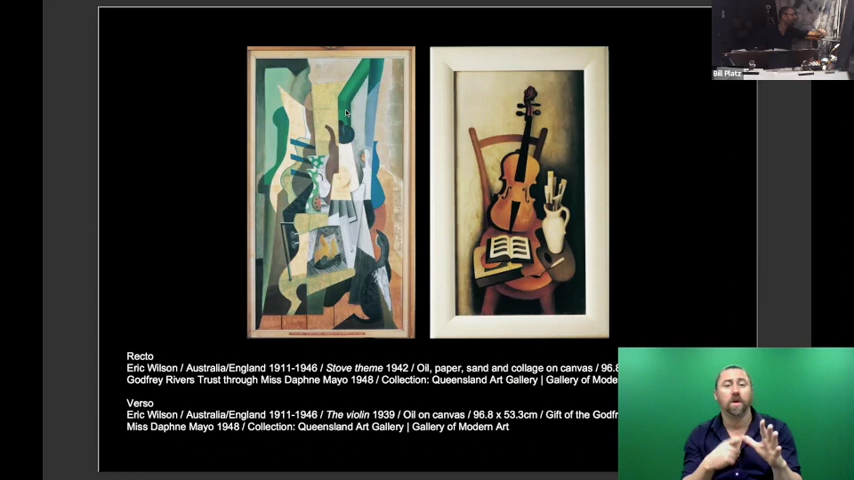 Bill Platz
Recto
Eric Wilson / Australia/England 1911-1946 / Stove theme 1942 / Oil, paper, sand and collage on canvas / 96.8
Godfrey Rivers Trust through Miss Daphne Mayo 1948 / Collection: Queensland Art Gallery | Gallery of Mode
Verso
Eric Wilson / Australia/England 1911-1946 / The violin 1939 / Oil on canvas / 96.8 x 53.3cm / Gift of the Godfr
Miss Daphne Mayo 1948 / Collection: Queensland Art Gallery | Gallery of Modern Art